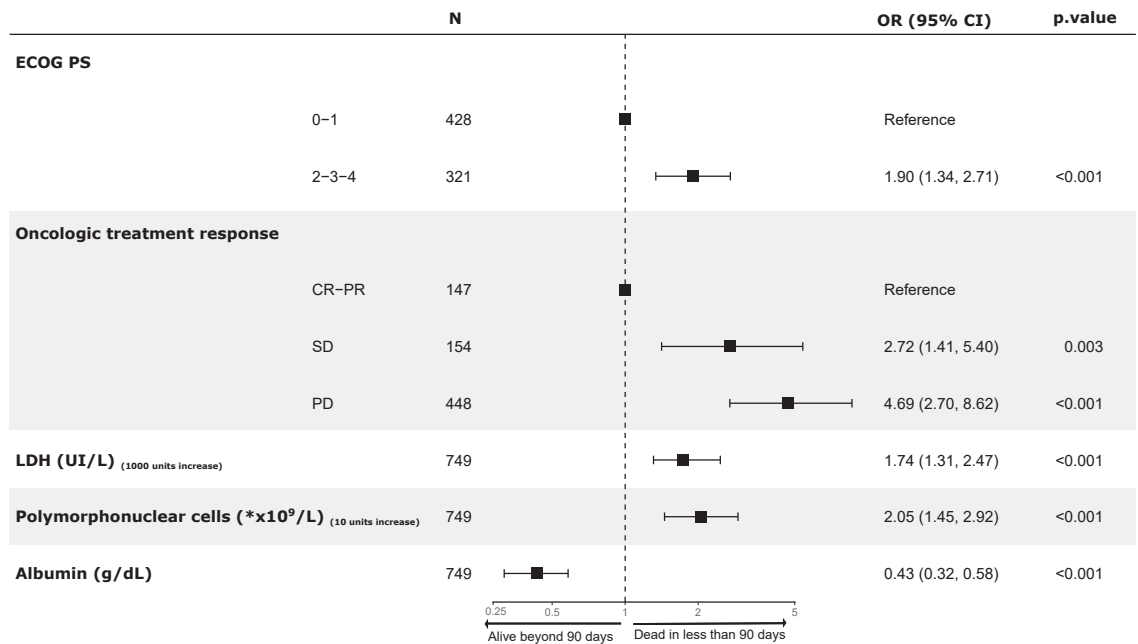 N OR (95% CI) p.value
ECOG PS
0−1 428 Reference
2−3−4 321 1.90 (1.34, 2.71) <0.001
Oncologic treatment response
CR−PR 147 Reference
SD 154 2.72 (1.41, 5.40) 0.003
PD 448 4.69 (2.70, 8.62) <0.001
LDH (UI/L) (1000 units increase) 749 1.74 (1.31, 2.47) <0.001
Polymorphonuclear cells (*x10⁹/L) (10 units increase) 749 2.05 (1.45, 2.92) <0.001
Albumin (g/dL) 749 0.43 (0.32, 0.58) <0.001
0.25 0.5 1 2 5
Alive beyond 90 days Dead in less than 90 days